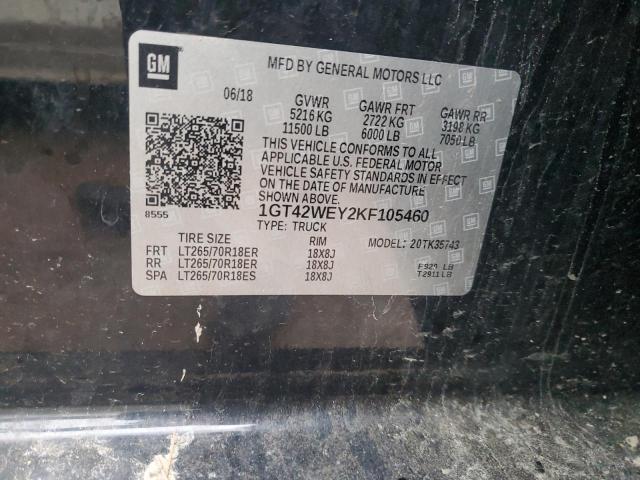 GM
MFD BY GENERAL MOTORS LLC
06/18 GVWR GAWR FRT GAWR RR
5216 KG 2722 KG 3198 KG
11500 LB 6000 LB 7050 LB
THIS VEHICLE CONFORMS TO ALL
APPLICABLE U.S. FEDERAL MOTOR
VEHICLE SAFETY STANDARDS IN EFFECT
ON THE DATE OF MANUFACTURE
SHOWN ABOVE.
8555 1GT42WEY2KF105460
TYPE: TRUCK
TIRE SIZE RIM MODEL: 20TK35743
FRT LT265/70R18ER 18X8J
RR LT265/70R18ER 18X8J F929 LB
SPA LT265/70R18ES 18X8J T2911LB